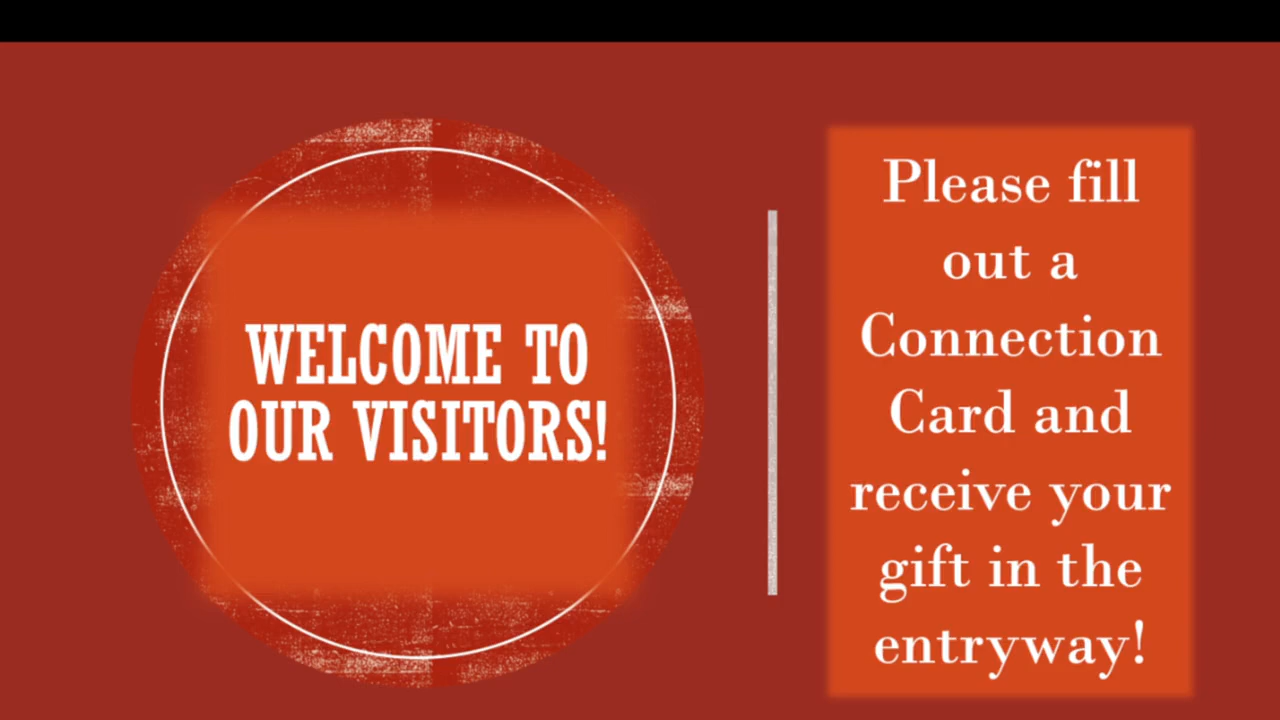 WELCOME TO
OUR VISITORS!
Please fill
out a
Connection
Card and
receive your
gift in the
entryway!